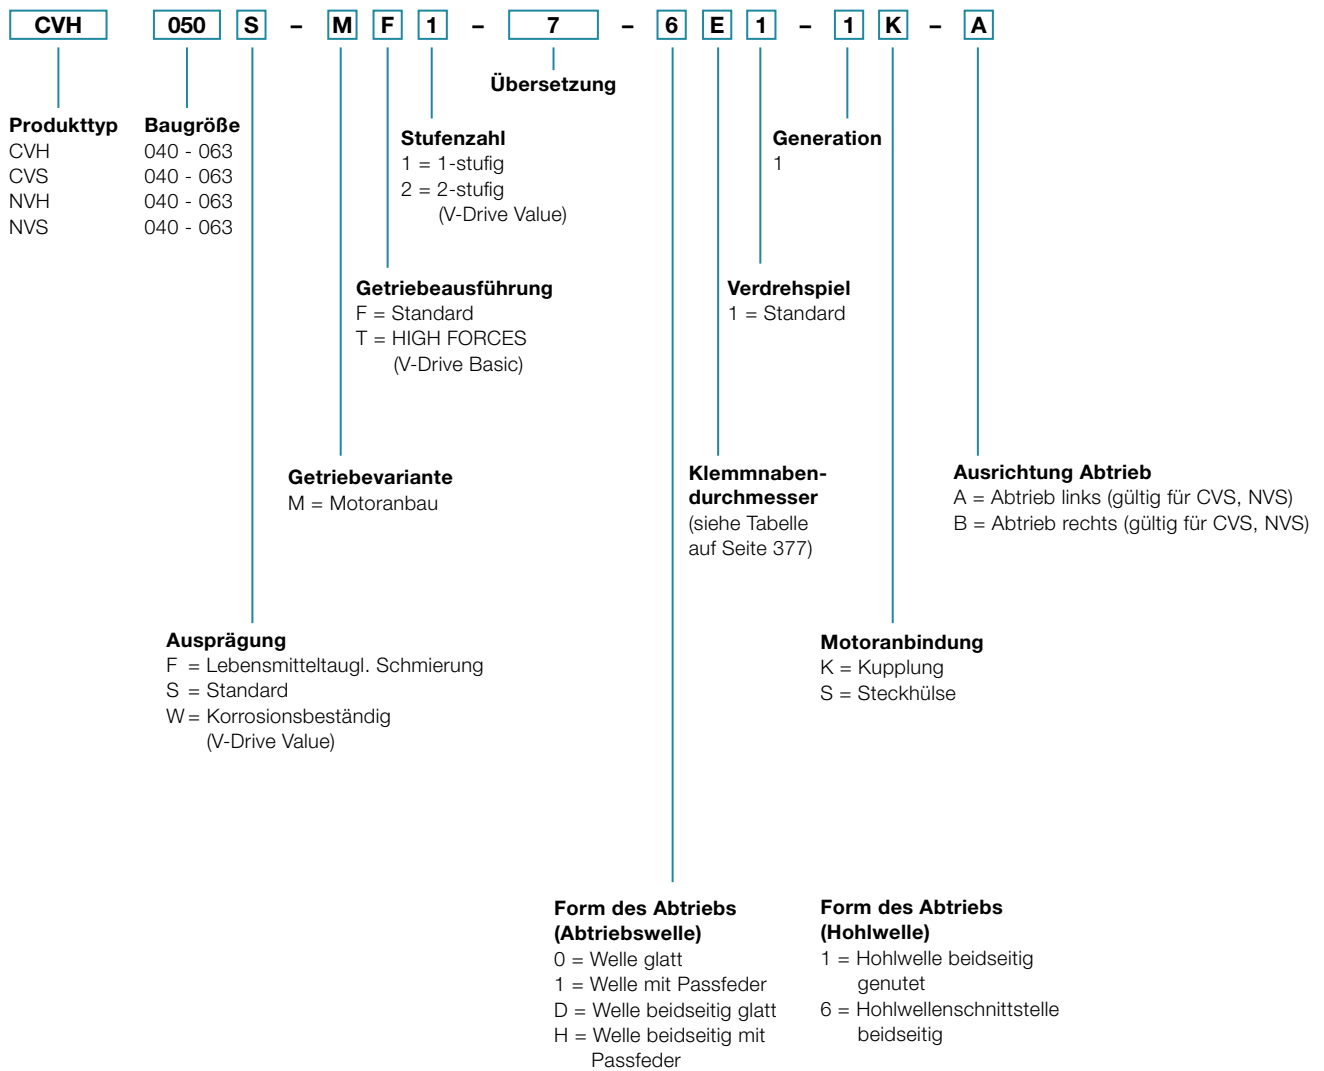 CVH 050 S – M F 1 – 7 – 6 E 1 – 1 K – A
Übersetzung
Produkttyp
CVH
CVS
NVH
NVS
Baugröße
040 - 063
040 - 063
040 - 063
040 - 063
Stufenzahl
1 = 1-stufig
2 = 2-stufig
(V-Drive Value)
Generation
1
Getriebeausführung
F = Standard
T = HIGH FORCES
(V-Drive Basic)
Verdrehspiel
1 = Standard
Getriebevariante
M = Motoranbau
Klemmnaben-
durchmesser
(siehe Tabelle
auf Seite 377)
Ausrichtung Abtrieb
A = Abtrieb links (gültig für CVS, NVS)
B = Abtrieb rechts (gültig für CVS, NVS)
Ausprägung
F = Lebensmitteltaugl. Schmierung
S = Standard
W = Korrosionsbeständig
(V-Drive Value)
Motoranbindung
K = Kupplung
S = Steckhülse
Form des Abtriebs
(Abtriebswelle)
0 = Welle glatt
1 = Welle mit Passfeder
D = Welle beidseitig glatt
H = Welle beidseitig mit
Passfeder
Form des Abtriebs
(Hohlwelle)
1 = Hohlwelle beidseitig
genutet
6 = Hohlwellenschnittstelle
beidseitig